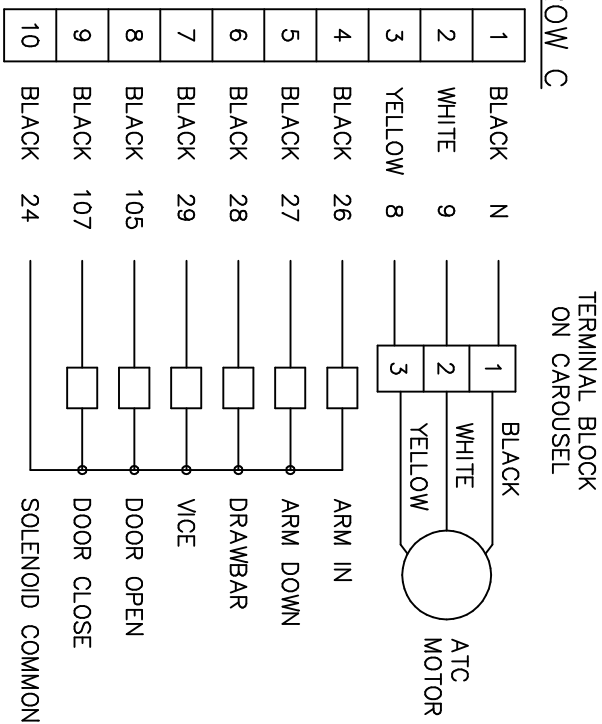 OW C
TERMINAL BLOCK
ON CAROUSEL
1 BLACK N 1 BLACK
2 WHITE 9 2 WHITE
3 YELLOW 8 3 YELLOW
ATC
MOTOR
4 BLACK 26 ARM IN
5 BLACK 27 ARM DOWN
6 BLACK 28 DRAWBAR
7 BLACK 29 VICE
8 BLACK 105 DOOR OPEN
9 BLACK 107 DOOR CLOSE
10 BLACK 24 SOLENOID COMMON